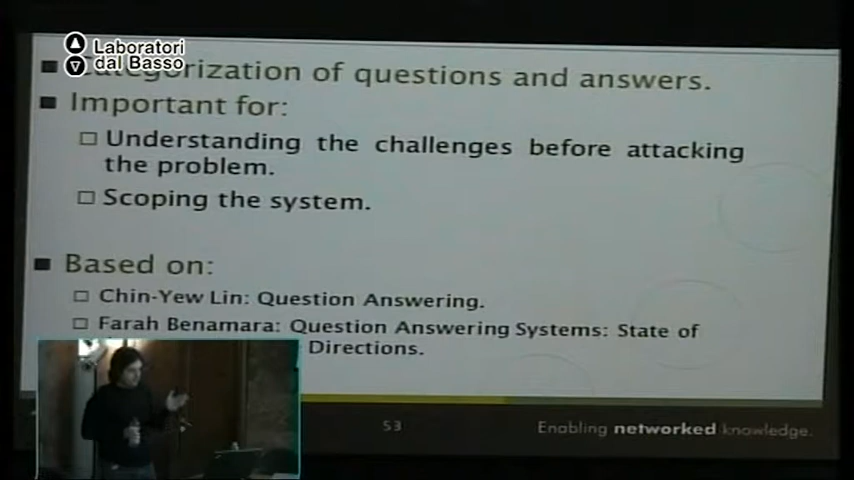 Laboratori
dal Basso
Categorization of questions and answers.
Important for:
Understanding the challenges before attacking
the problem.
Scoping the system.
Based on:
Chin-Yew Lin: Question Answering.
Farah Benamara: Question Answering Systems: State of
Directions.
53
Enabling networked knowledge.